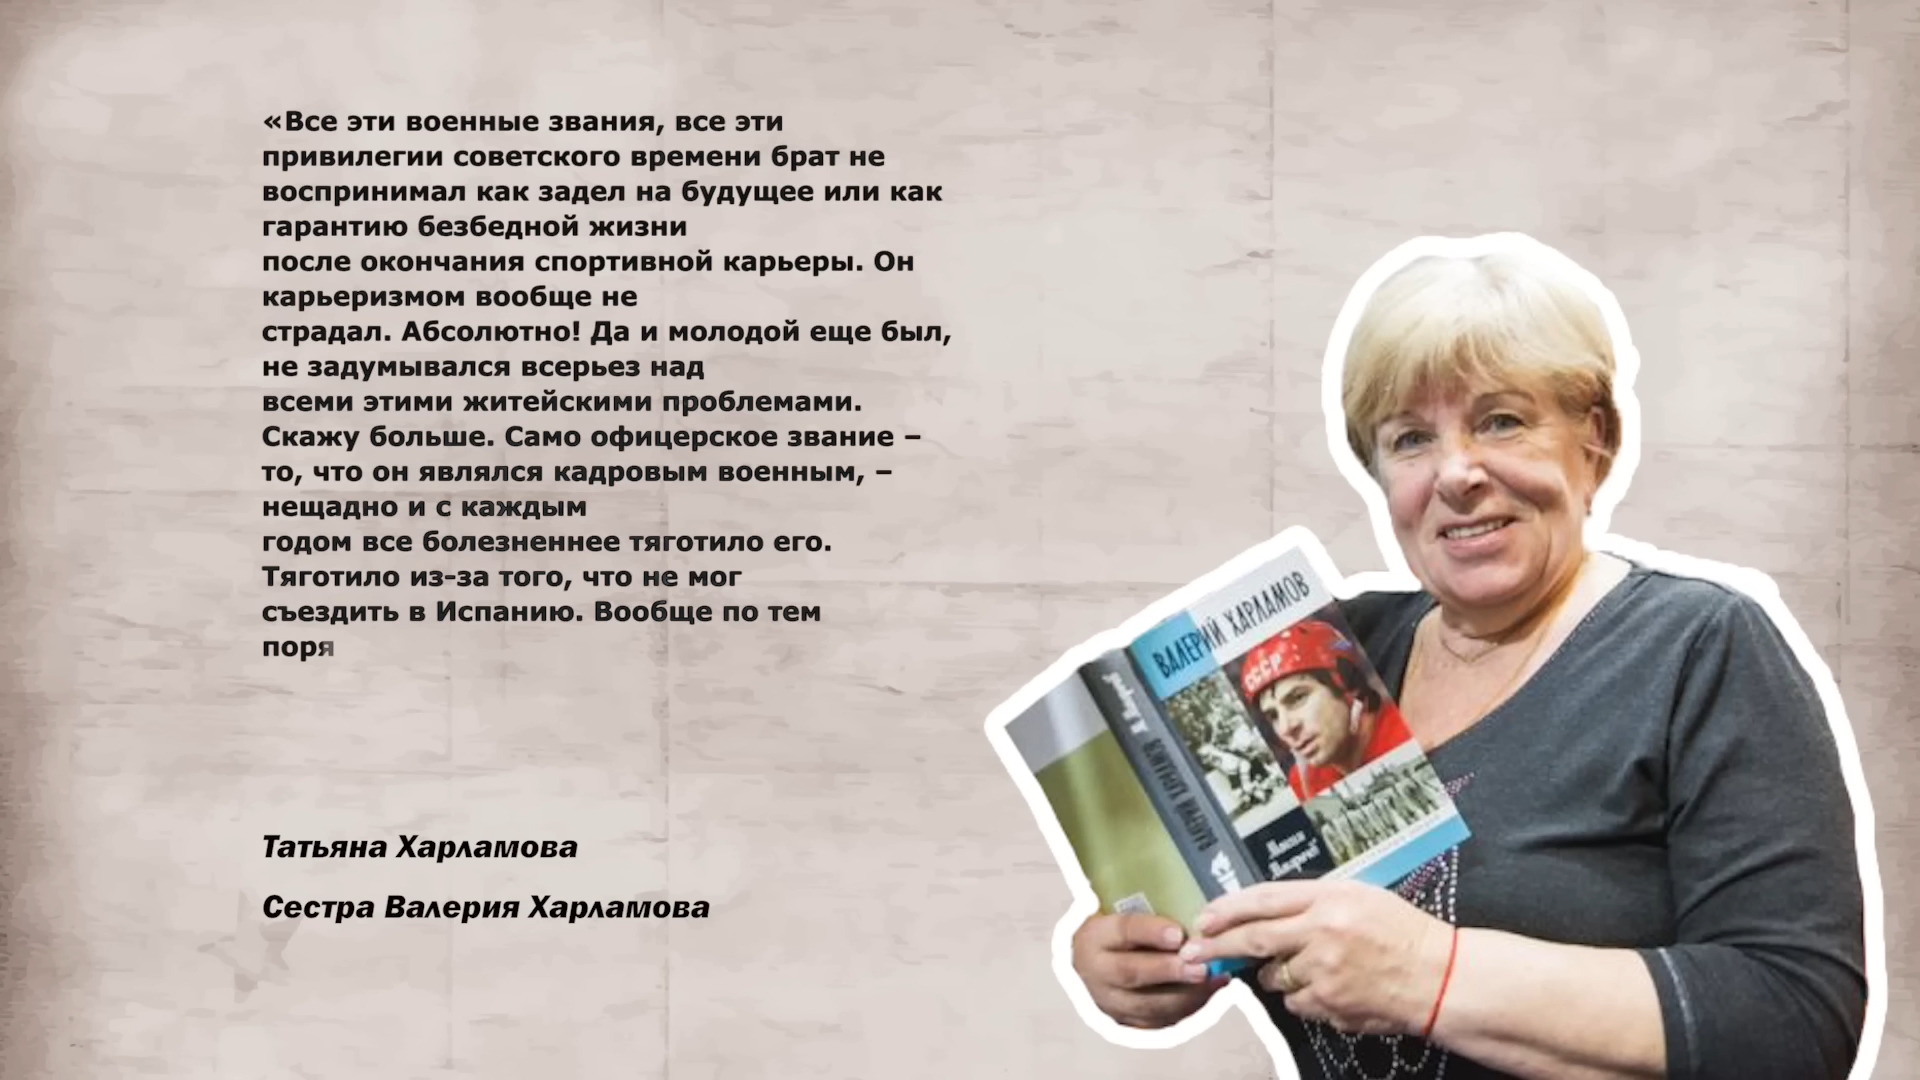 «Все эти военные звания, все эти
привилегии советского времени брат не
воспринимал как задел на будущее или как
гарантию безбедной жизни
после окончания спортивной карьеры. Он
карьеризмом вообще не
страдал. Абсолютно! Да и молодой еще был,
не задумывался всерьез над
всеми этими житейскими проблемами.
Скажу больше. Само офицерское звание –
то, что он являлся кадровым военным, –
нещадно и с каждым
годом все болезненнее тяготило его.
Тяготило из-за того, что не мог
съездить в Испанию. Вообще по тем
поря
Татьяна Харламова
Сестра Валерия Харламова
ВАЛЕРИЙ ХАРЛАМОВ
СССР